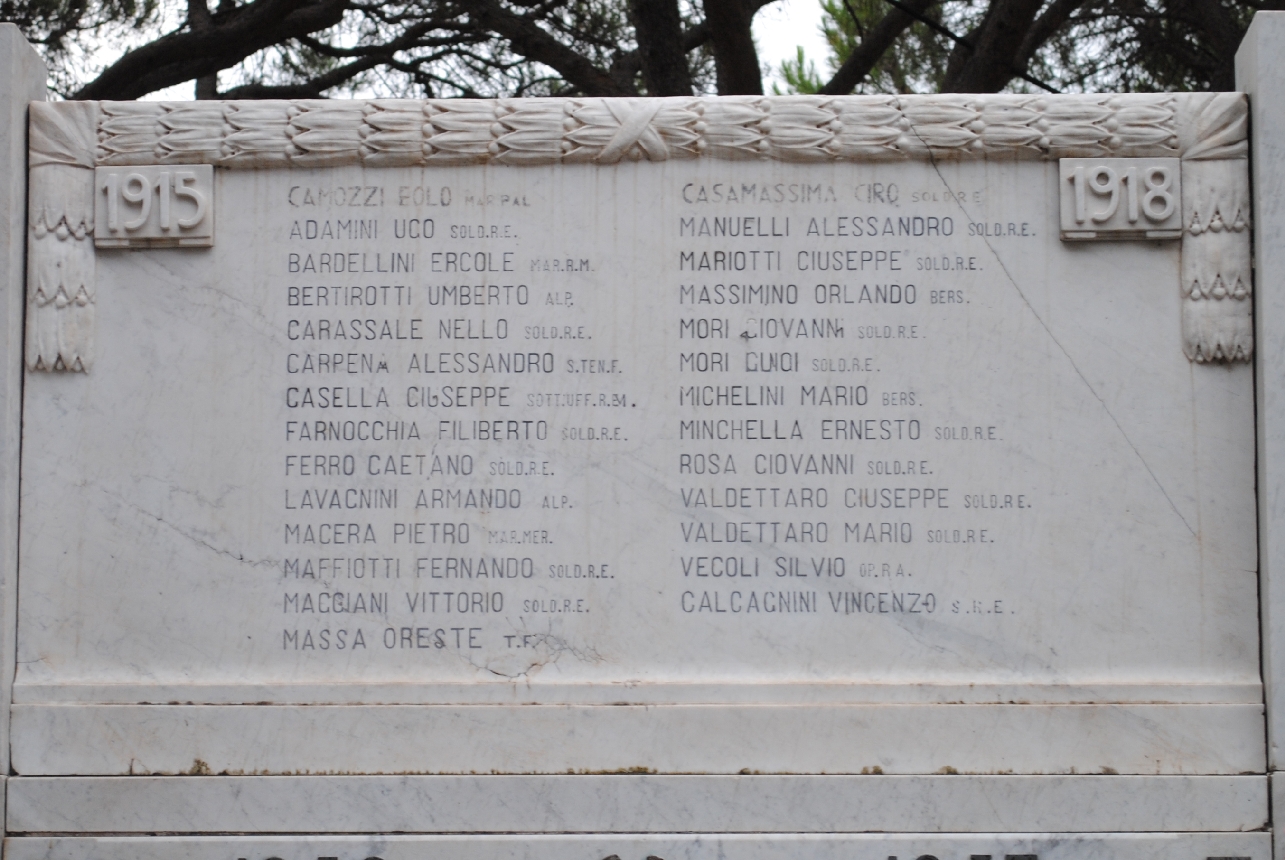 1915
CAMOZZI EOLO MAR.PAL
ADAMINI UGO SOLD.R.E.
BARDELLINI ERCOLE MAR.R.M.
BERTIROTTI UMBERTO ALP.
CARASSALE NELLO SOLD.R.E.
CARPENA ALESSANDRO S.TEN.F.
CASELLA GIUSEPPE SOTT.UFF.R.M.
FARNOCCHIA FILIBERTO SOLD.R.E.
FERRO GAETANO SOLD.R.E.
LAVAGNINI ARMANDO ALP.
MACERA PIETRO MAR.MER.
MAFFIOTTI FERNANDO SOLD.R.E.
MAGGIANI VITTORIO SOLD.R.E.
MASSA ORESTE T.F.
CASAMASSIMA CIRO SOLD.R.E.
MANUELLI ALESSANDRO SOLD.R.E.
MARIOTTI GIUSEPPE SOLD.R.E.
MASSIMINO ORLANDO BERS.
MORI GIOVANNI SOLD.R.E.
MORI SOLD.R.E.
MICHELINI MARIO BERS.
MINCHELLA ERNESTO SOLD.R.E.
ROSA GIOVANNI SOLD.R.E.
VALDETTARO GIUSEPPE SOLD.R.E.
VALDETTARO MARIO SOLD.R.E.
VECOLI SILVIO OP.R.A.
CALCAGNINI VINCENZO S.R.E.
1918